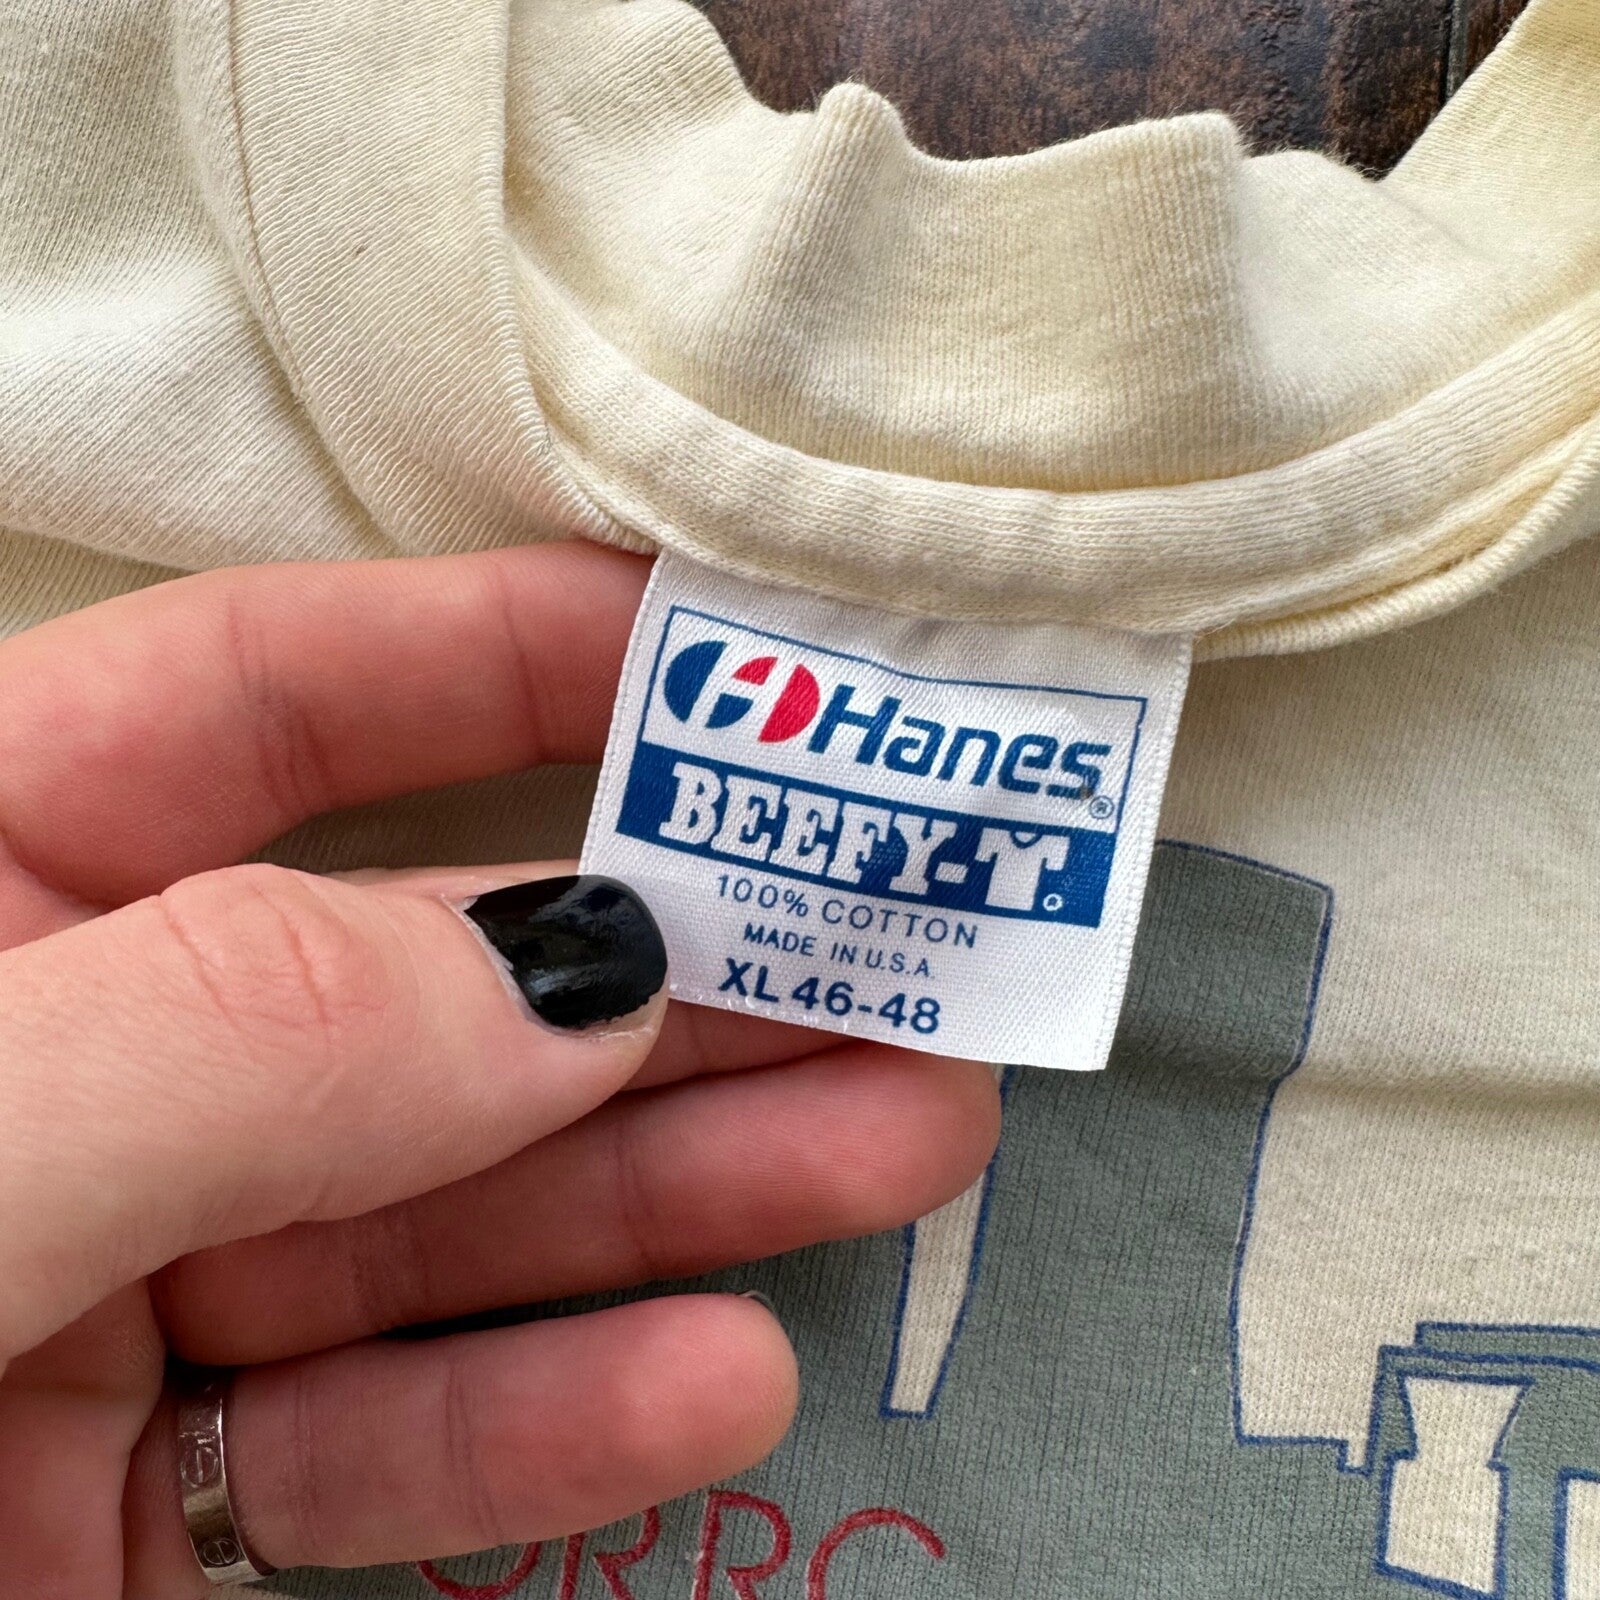 Hanes®
BEEFY-T®
100% COTTON
MADE IN U.S.A.
XL 46-48